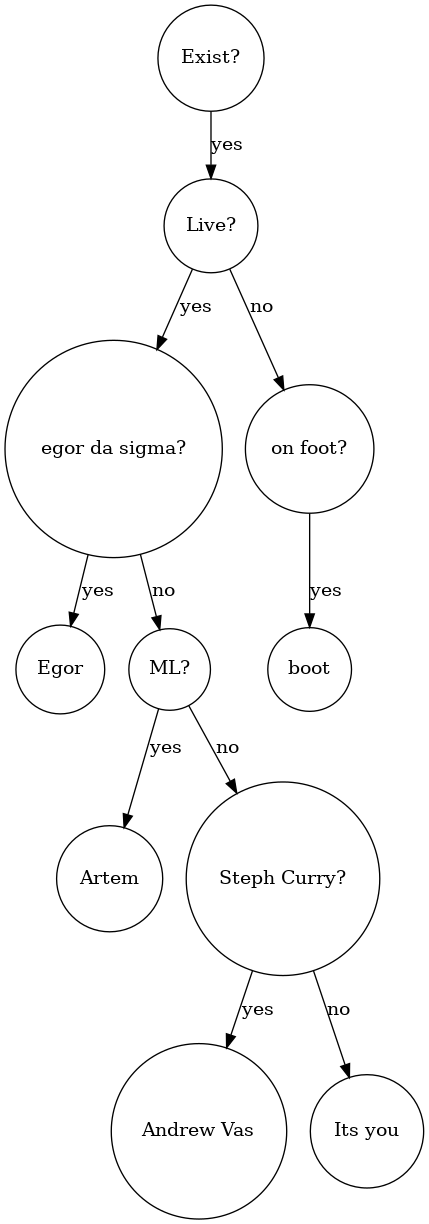 Exist?
yes
Live?
yes
no
egor da sigma?
on foot?
yes
no
yes
Egor
ML?
boot
yes
no
Artem
Steph Curry?
yes
no
Andrew Vas
Its you